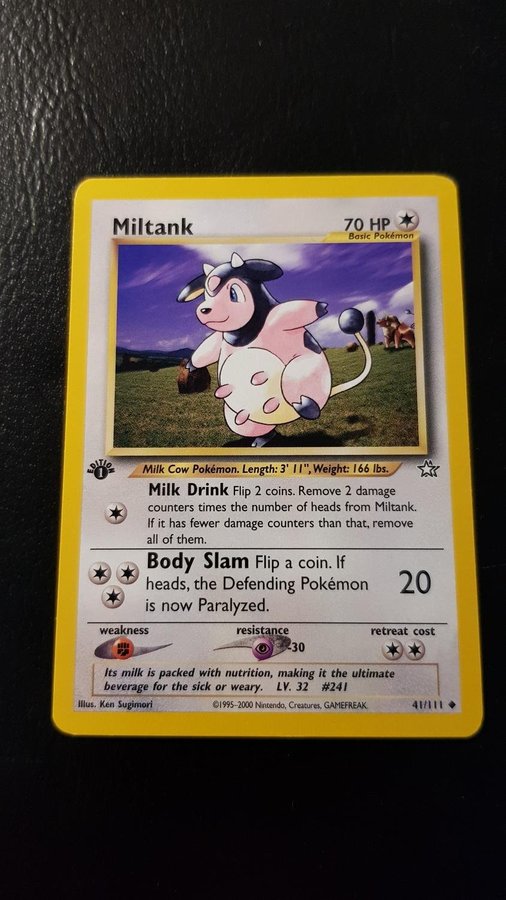 Miltank 70 HP
Basic Pokémon
Milk Cow Pokémon. Length: 3' 11", Weight: 166 lbs.
EDITION
1
Milk Drink Flip 2 coins. Remove 2 damage
counters times the number of heads from Miltank.
If it has fewer damage counters than that, remove
all of them.
Body Slam Flip a coin. If
heads, the Defending Pokémon
is now Paralyzed.
20
weakness resistance retreat cost
-30
Its milk is packed with nutrition, making it the ultimate
beverage for the sick or weary. LV. 32 #241
Illus. Ken Sugimori ©1995-2000 Nintendo, Creatures, GAMEFREAK. 41/111